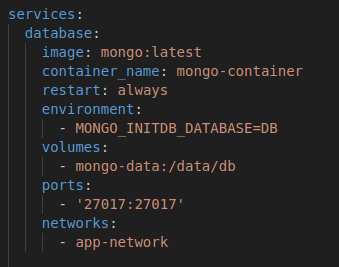 services:
  database:
    image: mongo:latest
    container_name: mongo-container
    restart: always
    environment:
      - MONGO_INITDB_DATABASE=DB
    volumes:
      - mongo-data:/data/db
    ports:
      - '27017:27017'
    networks:
      - app-network